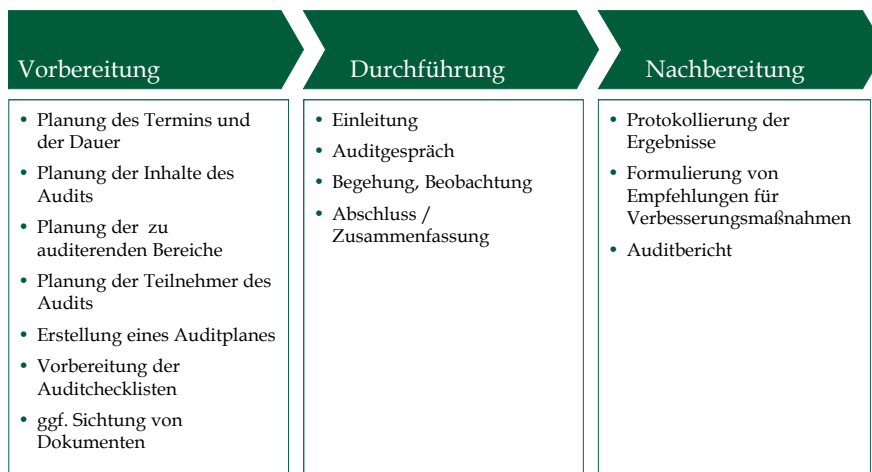 Vorbereitung
• Planung des Termins und
der Dauer
• Planung der Inhalte des
Audits
• Planung der zu
auditerenden Bereiche
• Planung der Teilnehmer des
Audits
• Erstellung eines Auditplanes
• Vorbereitung der
Auditchecklisten
• ggf. Sichtung von
Dokumenten
Durchführung
• Einleitung
• Auditgespräch
• Begehung, Beobachtung
• Abschluss /
Zusammenfassung
Nachbereitung
• Protokollierung der
Ergebnisse
• Formulierung von
Empfehlungen für
Verbesserungsmaßnahmen
• Auditbericht